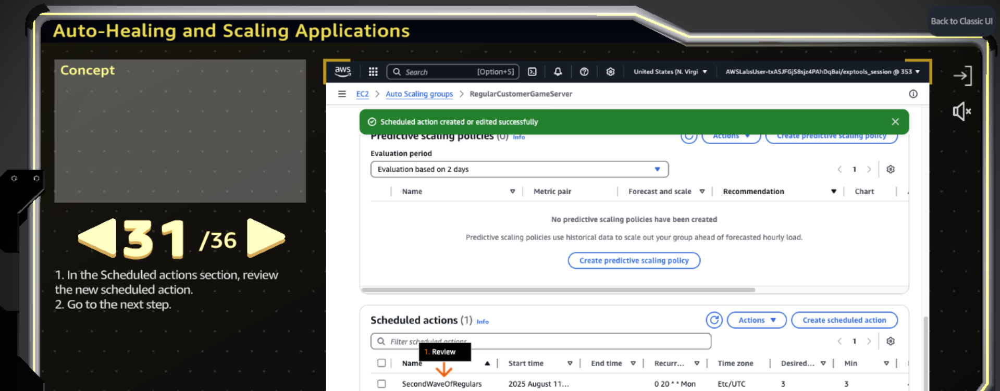 Back to Classic UI
Auto-Healing and Scaling Applications
Concept
31 /36
1. In the Scheduled actions section, review
the new scheduled action.
2. Go to the next step.
aws Search [Option+S] United States (N. Virgi AWSLabsUser-txASJFGjS8sjz4PAhDqBai/exptools_session @ 353
EC2 > Auto Scaling groups > RegularCustomerGameServer
Scheduled action created or edited successfully
Predictive scaling policies (0) Info Actions Create predictive scaling policy
Evaluation period
Evaluation based on 2 days 1
Name Metric pair Forecast and scale Recommendation Chart
No predictive scaling policies have been created
Predictive scaling policies use historical data to scale out your group ahead of forecasted hourly load.
Create predictive scaling policy
Scheduled actions (1) Info Actions Create scheduled action
Filter scheduled actions 1
1. Review
Name Start time End time Recurr... Time zone Desired... Min
SecondWaveOfRegulars 2025 August 11... 0 20 * * Mon Etc/UTC 3 3